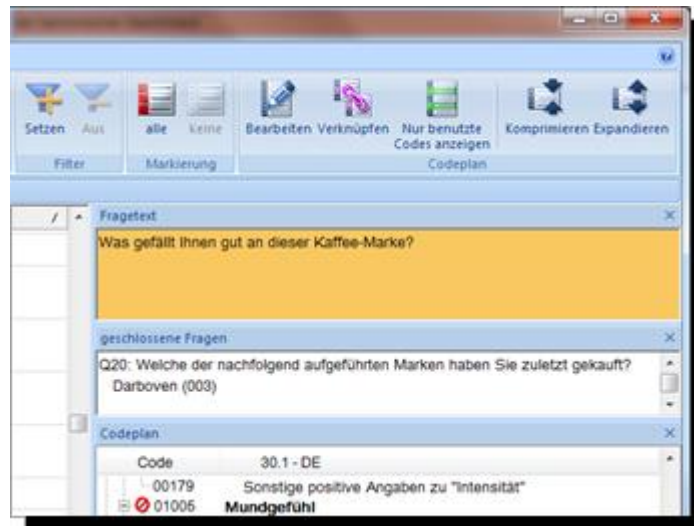 Setzen Aus alle Keine Bearbeiten Verknüpfen Nur benutzte Codes anzeigen Komprimieren Expandieren
Filter Markierung Codeplan
/ Fragetext
Was gefällt Ihnen gut an dieser Kaffee-Marke?
geschlossene Fragen
Q20: Welche der nachfolgend aufgeführten Marken haben Sie zuletzt gekauft?
Darboven (003)
Codeplan
Code 30.1 - DE
00179 Sonstige positive Angaben zu "Intensität"
01005 Mundgefühl